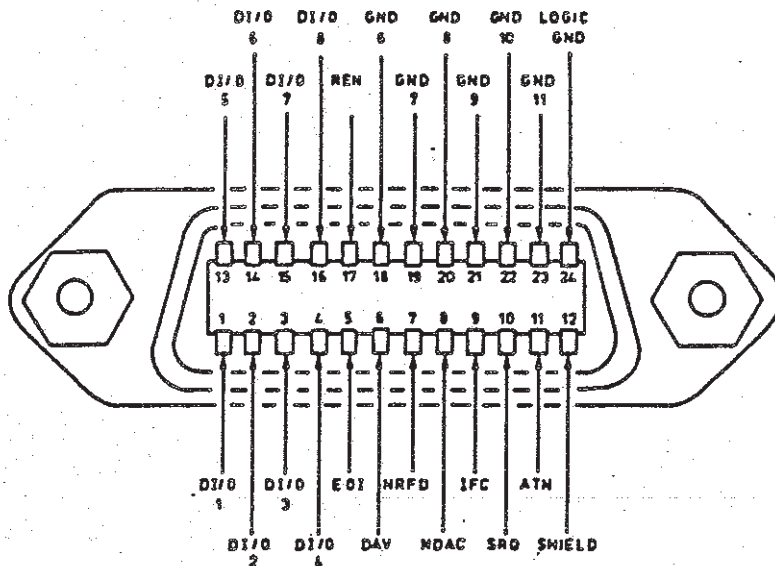 DI/O DI/O GND GND GND LOGIC
6 8 6 8 10 GND
DI/O DI/O REN GND GND GND
5 7 7 9 11
13 14 15 16 17 18 19 20 21 22 23 24
1 2 3 4 5 6 7 8 9 10 11 12
DI/O DI/O EOI NRFD IFC ATN
1 3
DI/O DI/O DAV NDAC SRQ SHIELD
2 4